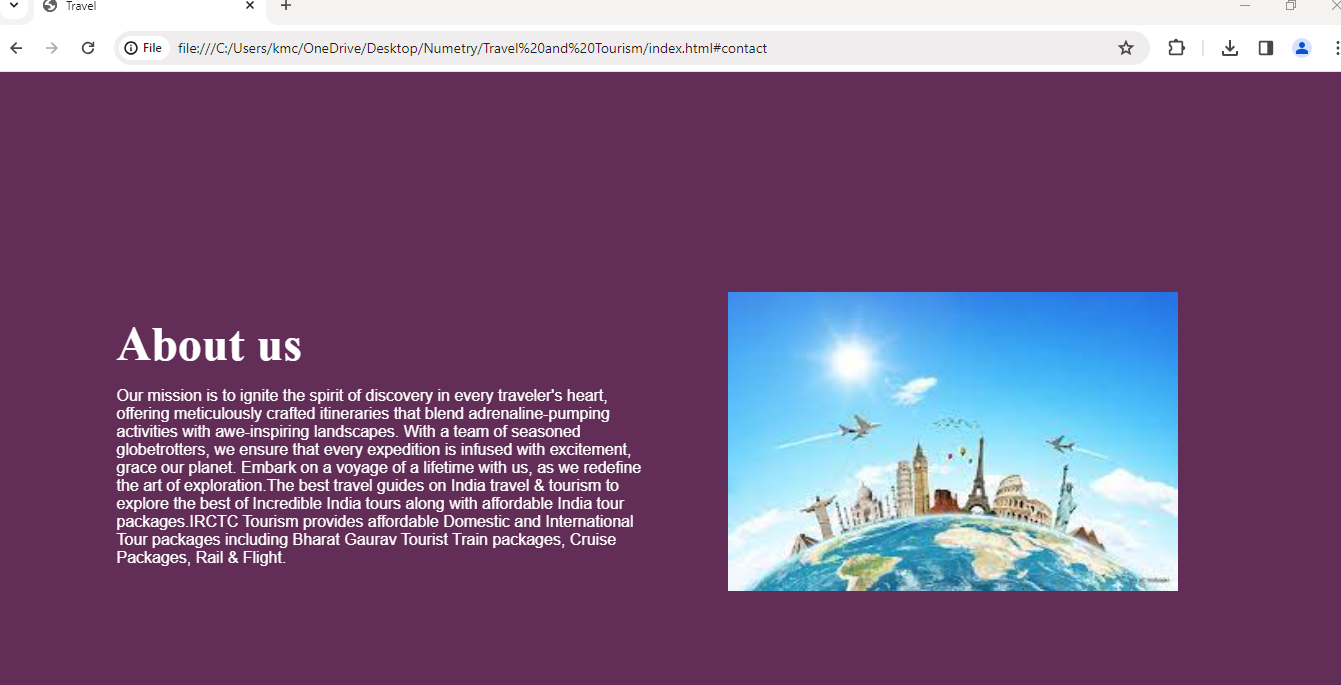 Travel
File
file:///C:/Users/kmc/OneDrive/Desktop/Numetry/Travel%20and%20Tourism/index.html#contact
About us
Our mission is to ignite the spirit of discovery in every traveler's heart,
offering meticulously crafted itineraries that blend adrenaline-pumping
activities with awe-inspiring landscapes. With a team of seasoned
globetrotters, we ensure that every expedition is infused with excitement,
grace our planet. Embark on a voyage of a lifetime with us, as we redefine
the art of exploration.The best travel guides on India travel & tourism to
explore the best of Incredible India tours along with affordable India tour
packages.IRCTC Tourism provides affordable Domestic and International
Tour packages including Bharat Gaurav Tourist Train packages, Cruise
Packages, Rail & Flight.